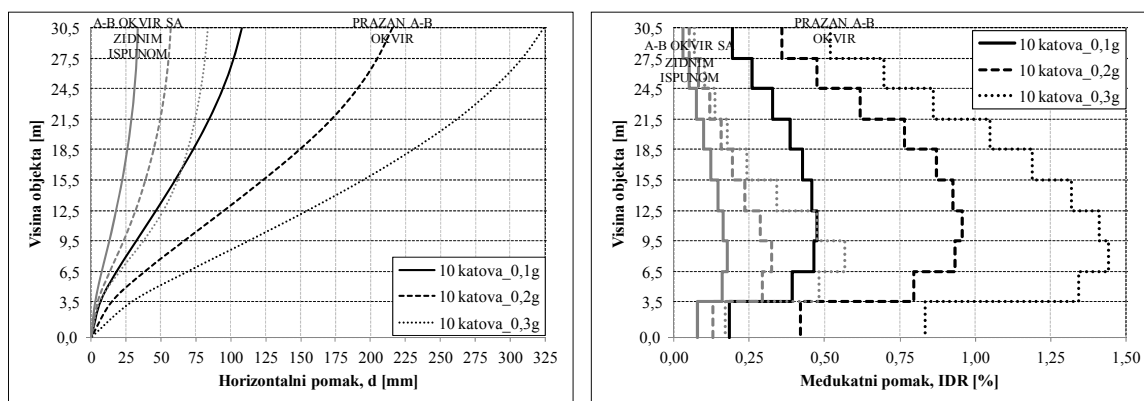 A-B OKVIR SA
ZIDNIM
ISPUNOM
PRAZAN A-B
OKVIR
30,5
27,5
24,5
21,5
18,5
15,5
12,5
9,5
6,5
3,5
0,0
Visina objekta [m]
10 katova_0,1g
10 katova_0,2g
10 katova_0,3g
0 25 50 75 100 125 150 175 200 225 250 275 300 325
Horizontalni pomak, d [mm]
PRAZAN A-B
OKVIR
A-B OKVIR SA
ZIDNIM
ISPUNOM
10 katova_0,1g
10 katova_0,2g
10 katova_0,3g
30,5
27,5
24,5
21,5
18,5
15,5
12,5
9,5
6,5
3,5
0,0
Visina objekta [m]
0,00 0,25 0,50 0,75 1,00 1,25 1,50
Međukatni pomak, IDR [%]